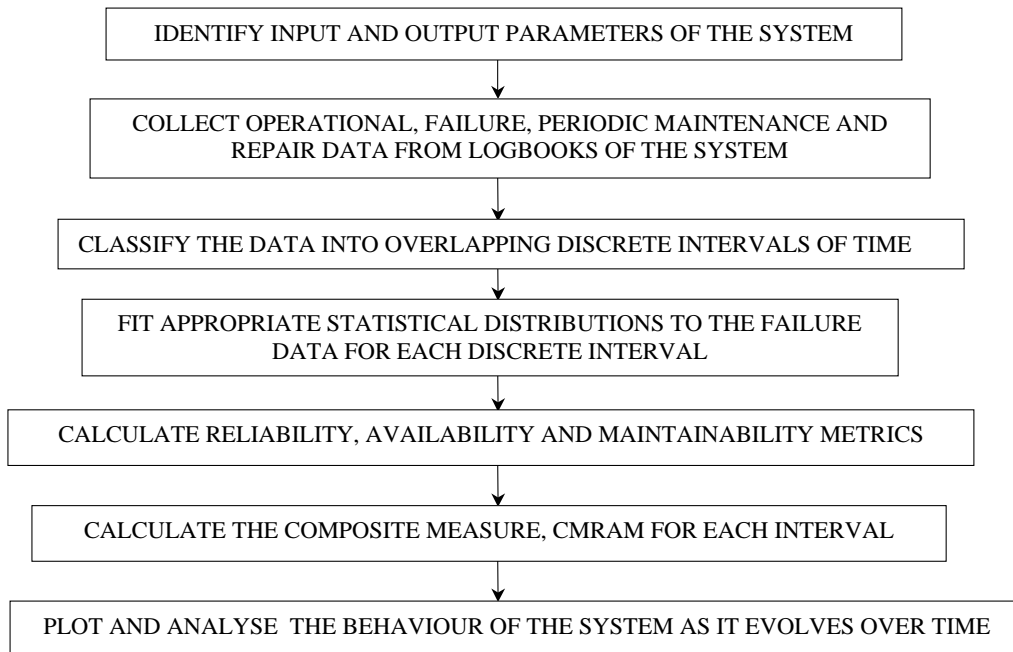 IDENTIFY INPUT AND OUTPUT PARAMETERS OF THE SYSTEM
COLLECT OPERATIONAL, FAILURE, PERIODIC MAINTENANCE AND
REPAIR DATA FROM LOGBOOKS OF THE SYSTEM
CLASSIFY THE DATA INTO OVERLAPPING DISCRETE INTERVALS OF TIME
FIT APPROPRIATE STATISTICAL DISTRIBUTIONS TO THE FAILURE
DATA FOR EACH DISCRETE INTERVAL
CALCULATE RELIABILITY, AVAILABILITY AND MAINTAINABILITY METRICS
CALCULATE THE COMPOSITE MEASURE, CMRAM FOR EACH INTERVAL
PLOT AND ANALYSE THE BEHAVIOUR OF THE SYSTEM AS IT EVOLVES OVER TIME